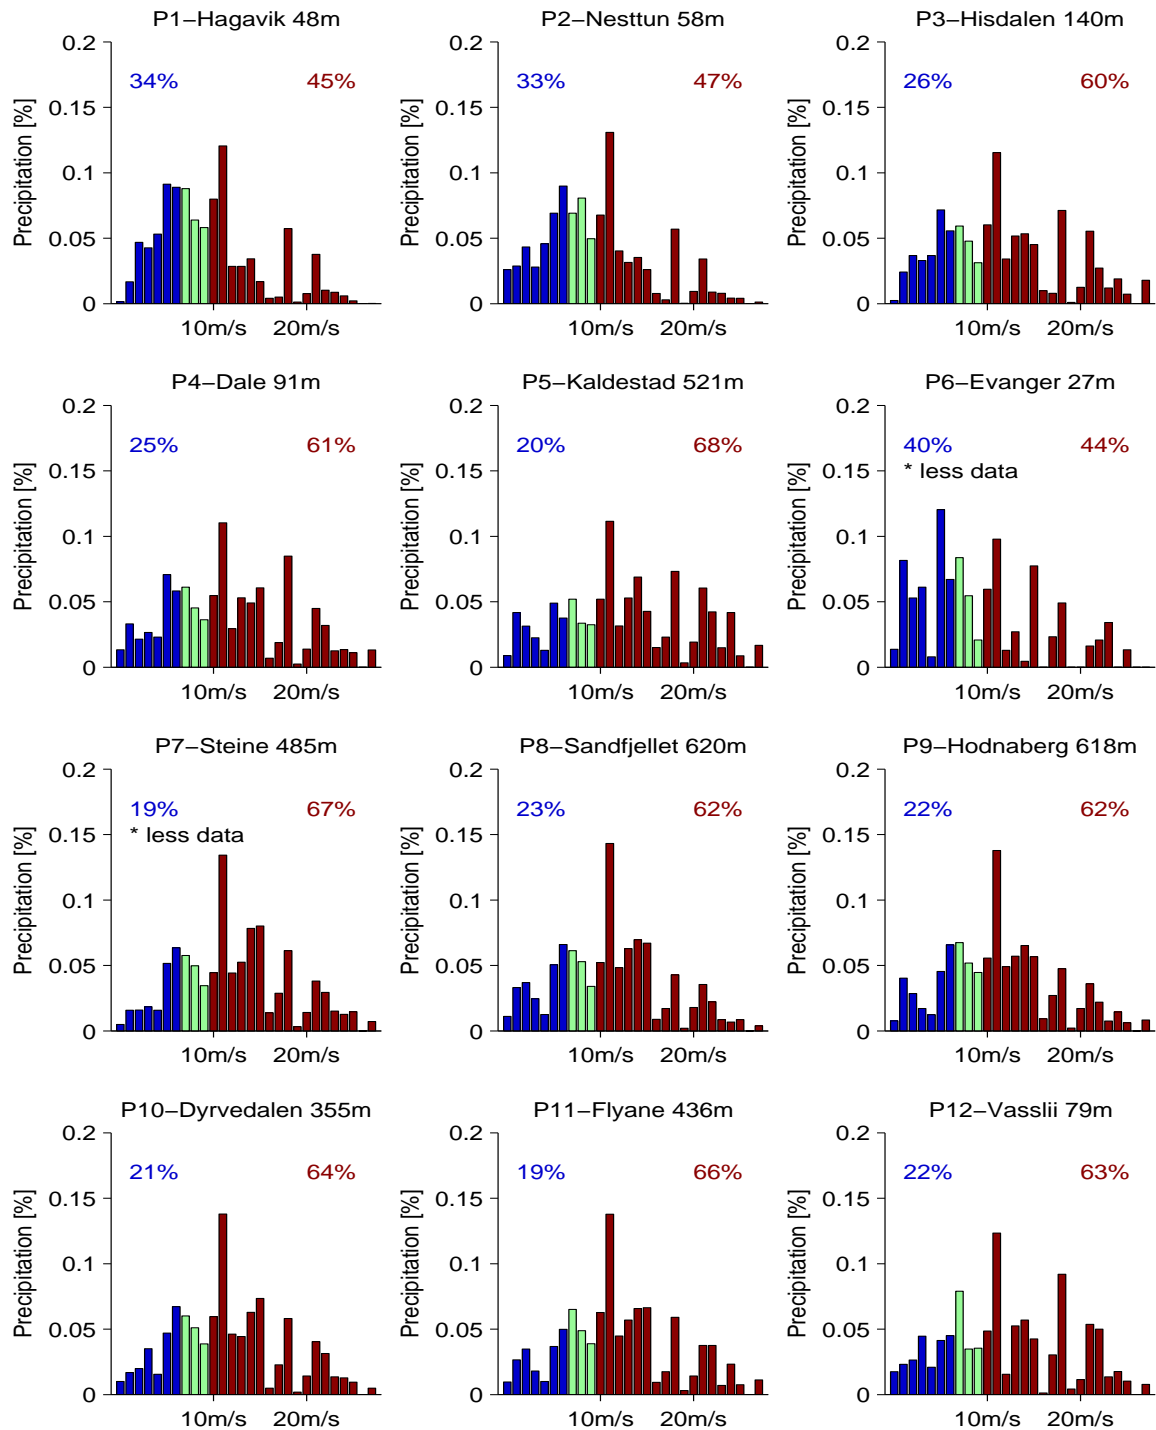 P1−Hagavik 48m
0.2
0.15
0.1
0.05
0
Precipitation [%]
34%
45%
10m/s
20m/s
P2−Nesttun 58m
0.2
0.15
0.1
0.05
0
Precipitation [%]
33%
47%
10m/s
20m/s
P3−Hisdalen 140m
0.2
0.15
0.1
0.05
0
Precipitation [%]
26%
60%
10m/s
20m/s
P4−Dale 91m
0.2
0.15
0.1
0.05
0
Precipitation [%]
25%
61%
10m/s
20m/s
P5−Kaldestad 521m
0.2
0.15
0.1
0.05
0
Precipitation [%]
20%
68%
10m/s
20m/s
P6−Evanger 27m
0.2
0.15
0.1
0.05
0
Precipitation [%]
40%
44%
* less data
10m/s
20m/s
P7−Steine 485m
0.2
0.15
0.1
0.05
0
Precipitation [%]
19%
67%
* less data
10m/s
20m/s
P8−Sandfjellet 620m
0.2
0.15
0.1
0.05
0
Precipitation [%]
23%
62%
10m/s
20m/s
P9−Hodnaberg 618m
0.2
0.15
0.1
0.05
0
Precipitation [%]
22%
62%
10m/s
20m/s
P10−Dyrvedalen 355m
0.2
0.15
0.1
0.05
0
Precipitation [%]
21%
64%
10m/s
20m/s
P11−Flyane 436m
0.2
0.15
0.1
0.05
0
Precipitation [%]
19%
66%
10m/s
20m/s
P12−Vasslii 79m
0.2
0.15
0.1
0.05
0
Precipitation [%]
22%
63%
10m/s
20m/s